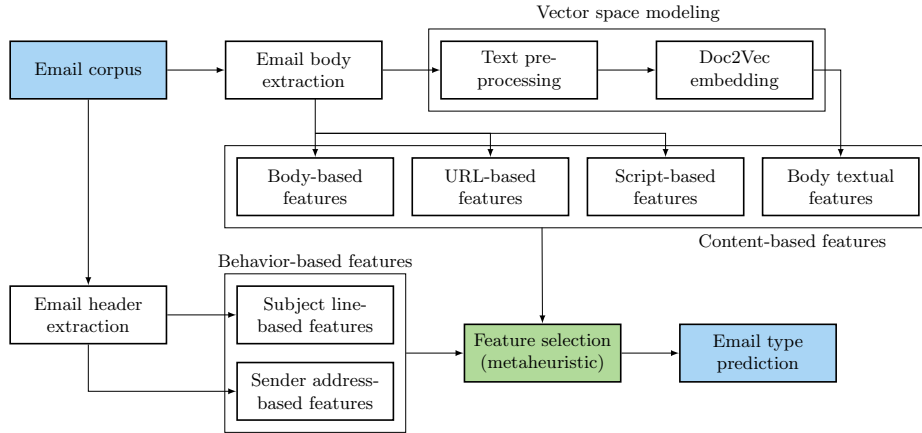 Vector space modeling
Email corpus
Email body
extraction
Text pre-
processing
Doc2Vec
embedding
Body-based
features
URL-based
features
Script-based
features
Body textual
features
Content-based features
Behavior-based features
Email header
extraction
Subject line-
based features
Sender address-
based features
Feature selection
(metaheuristic)
Email type
prediction